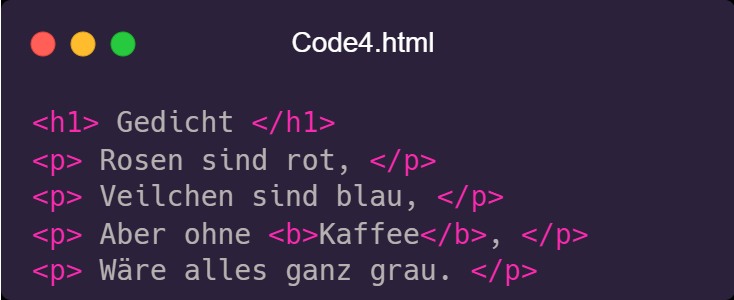 Code4.html
<h1> Gedicht </h1>
<p> Rosen sind rot, </p>
<p> Veilchen sind blau, </p>
<p> Aber ohne <b>Kaffee</b>, </p>
<p> Wäre alles ganz grau. </p>